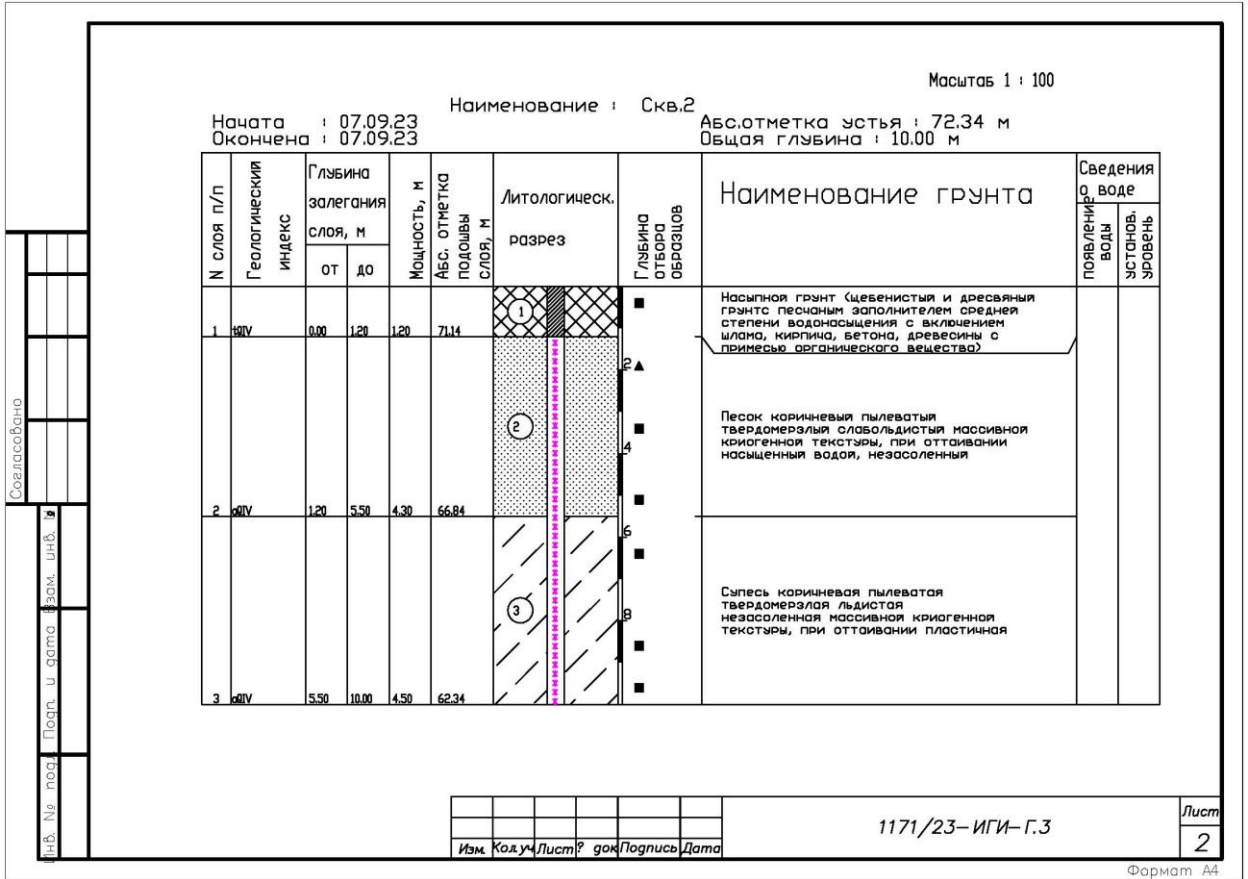 Масштаб 1 : 100
Наименование : Скв.2
Начата : 07.09.23
Окончена : 07.09.23
Абс.отметка устья : 72.34 м
Общая глубина : 10.00 м
N слоя п/п
Геологический
индекс
Глубина
залегания
слоя, м
от
до
Мощность, м
Абс. отметка
подошвы
слоя, м
Литологическ.
разрез
Глубина
отбора
образцов
Наименование грунта
Сведения
о воде
появление
воды
установ.
уровень
1 tQIV 0.00 1.20 1.20 71.14
1
Насыпной грунт (щебенистый и дресвяный
грунтс песчаным заполнителем средней
степени водонасыщения с включением
шлама, кирпича, бетона, древесины с
примесью органического вещества)
2
4
6
8
2
Песок коричневый пылеватый
твердомерзлый слабольдистый массивной
криогенной текстуры, при оттаивании
насыщенный водой, незасоленный
2 aQIV 1.20 5.50 4.30 66.84
3
Супесь коричневая пылеватая
твердомерзлая льдистая
незасоленная массивной криогенной
текстуры, при оттаивании пластичная
3 aQIV 5.50 10.00 4.50 62.34
Согласовано
Взам. инв. №
Подп. и дата
Инв. № подл.
Изм. Кол.уч Лист ? док Подпись Дата
1171/23-ИГИ-Г.3
Лист
2
Формат А4